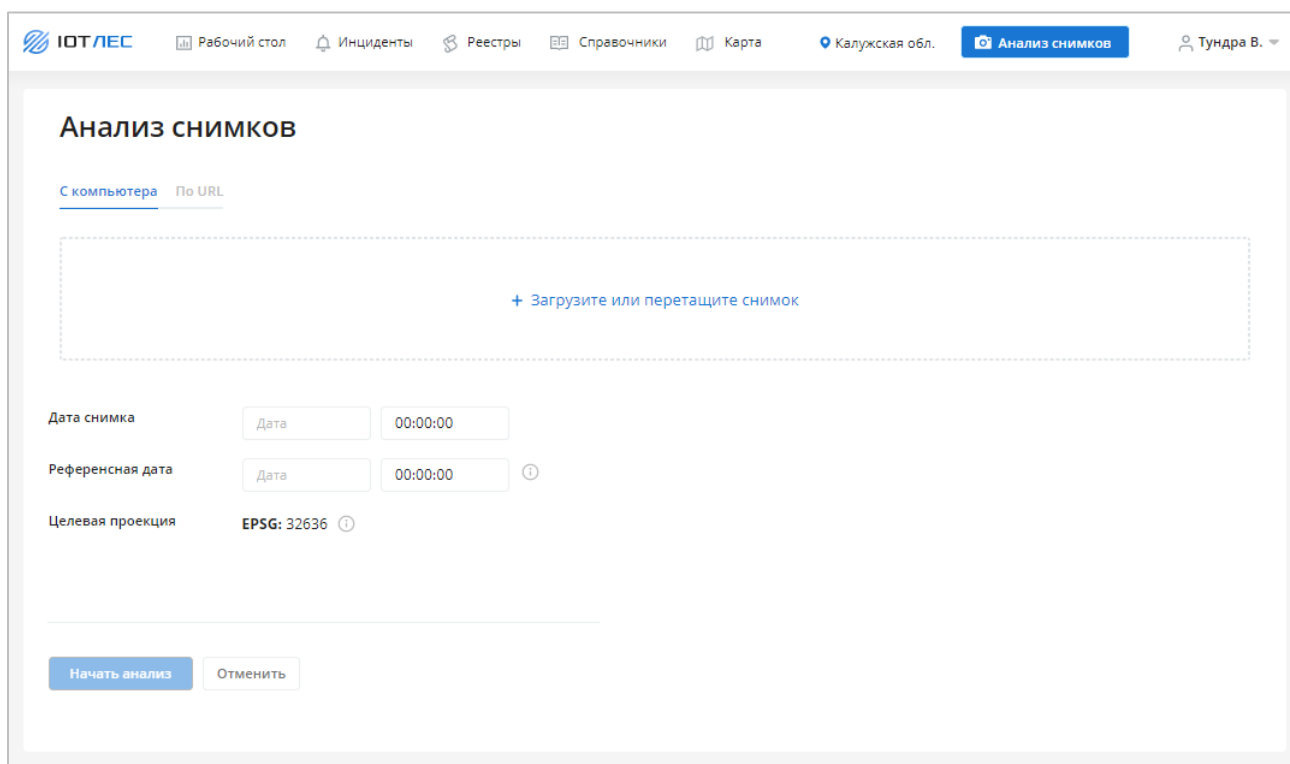 IOT ЛЕС Рабочий стол Инциденты Реестры Справочники Карта Калужская обл. Анализ снимков Тундра В.
Анализ снимков
С компьютера По URL
+ Загрузите или перетащите снимок
Дата снимка Дата 00:00:00
Референсная дата Дата 00:00:00
Целевая проекция EPSG: 32636
Начать анализ Отменить